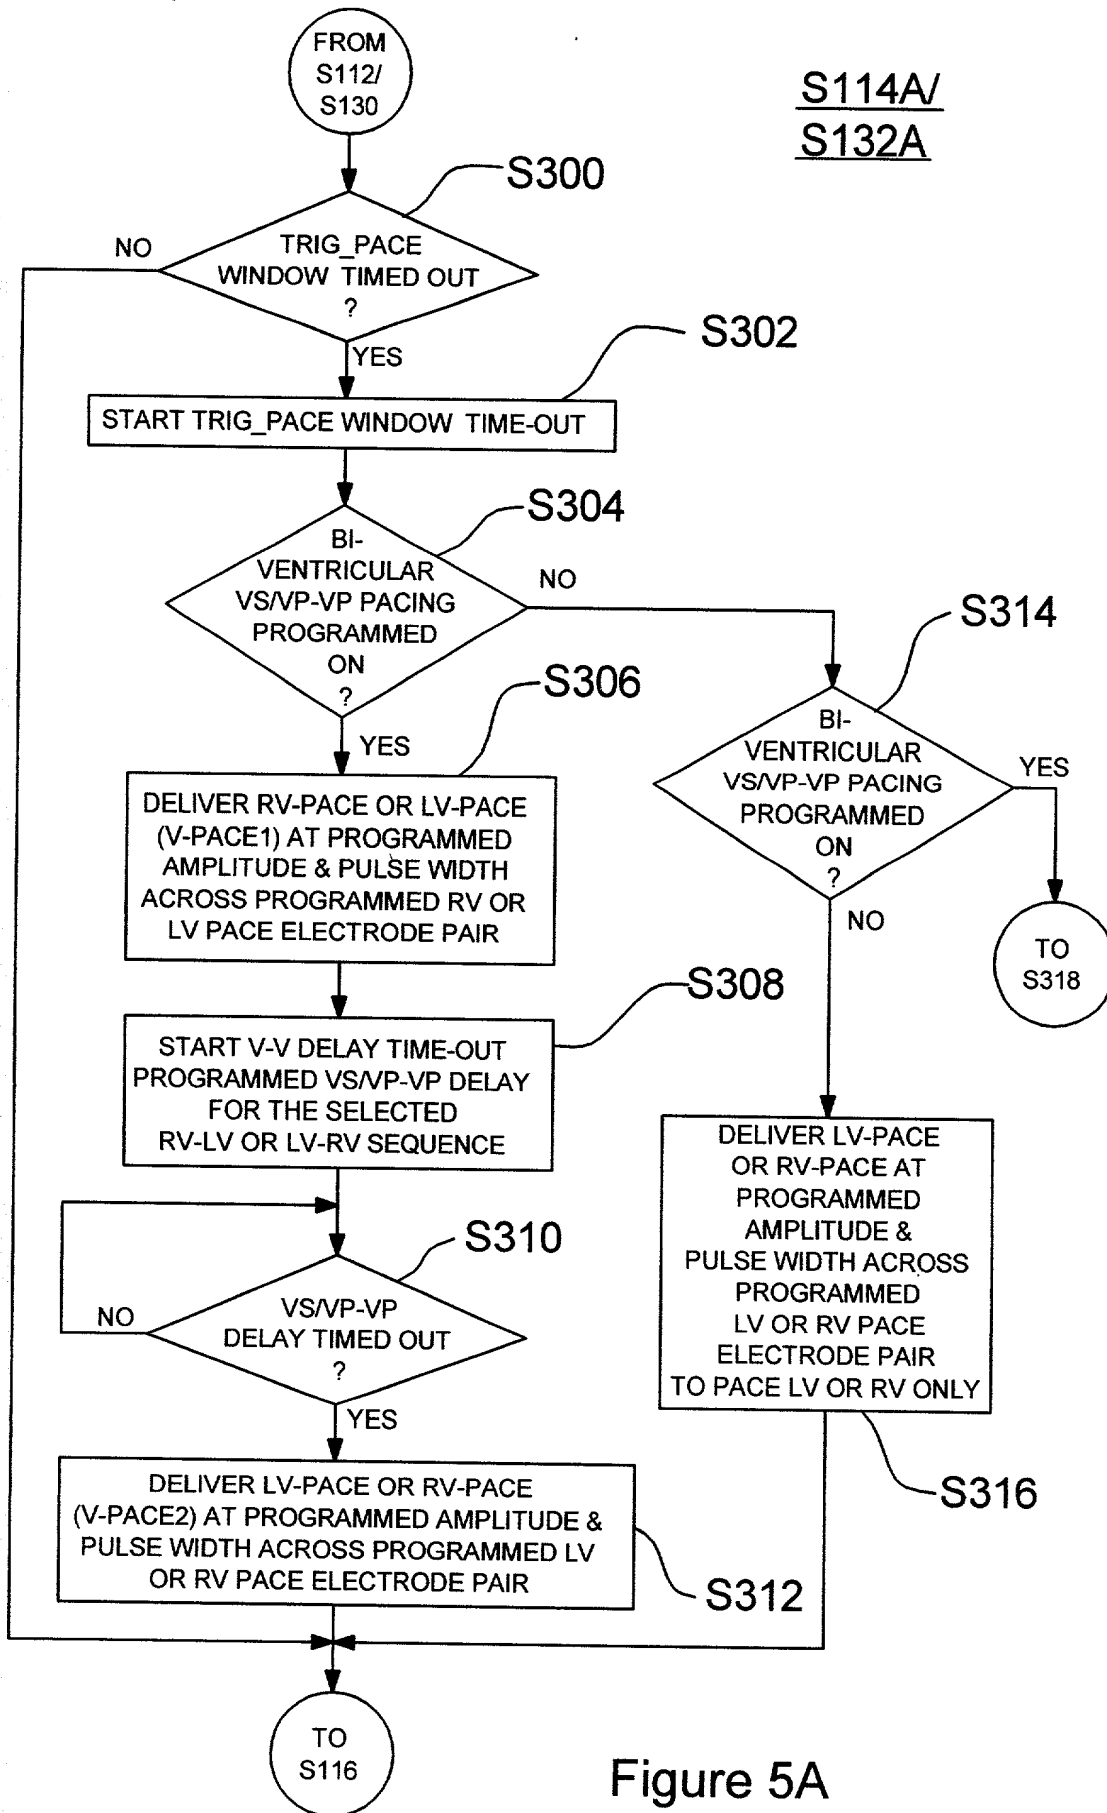 FROM
S112/
S130
S114A/
S132A
S300
NO
TRIG_PACE
WINDOW TIMED OUT
?
S302
YES
START TRIG_PACE WINDOW TIME-OUT
S304
BI-
VENTRICULAR
VS/VP-VP PACING
PROGRAMMED
ON
?
NO
S314
S306
YES
BI-
VENTRICULAR
VS/VP-VP PACING
PROGRAMMED
ON
?
YES
DELIVER RV-PACE OR LV-PACE
(V-PACE1) AT PROGRAMMED
AMPLITUDE & PULSE WIDTH
ACROSS PROGRAMMED RV OR
LV PACE ELECTRODE PAIR
NO
TO
S318
S308
START V-V DELAY TIME-OUT
PROGRAMMED VS/VP-VP DELAY
FOR THE SELECTED
RV-LV OR LV-RV SEQUENCE
DELIVER LV-PACE
OR RV-PACE AT
PROGRAMMED
AMPLITUDE &
PULSE WIDTH ACROSS
PROGRAMMED
LV OR RV PACE
ELECTRODE PAIR
TO PACE LV OR RV ONLY
S310
NO
VS/VP-VP
DELAY TIMED OUT
?
YES
S316
DELIVER LV-PACE OR RV-PACE
(V-PACE2) AT PROGRAMMED AMPLITUDE &
PULSE WIDTH ACROSS PROGRAMMED LV
OR RV PACE ELECTRODE PAIR
S312
TO
S116
Figure 5A